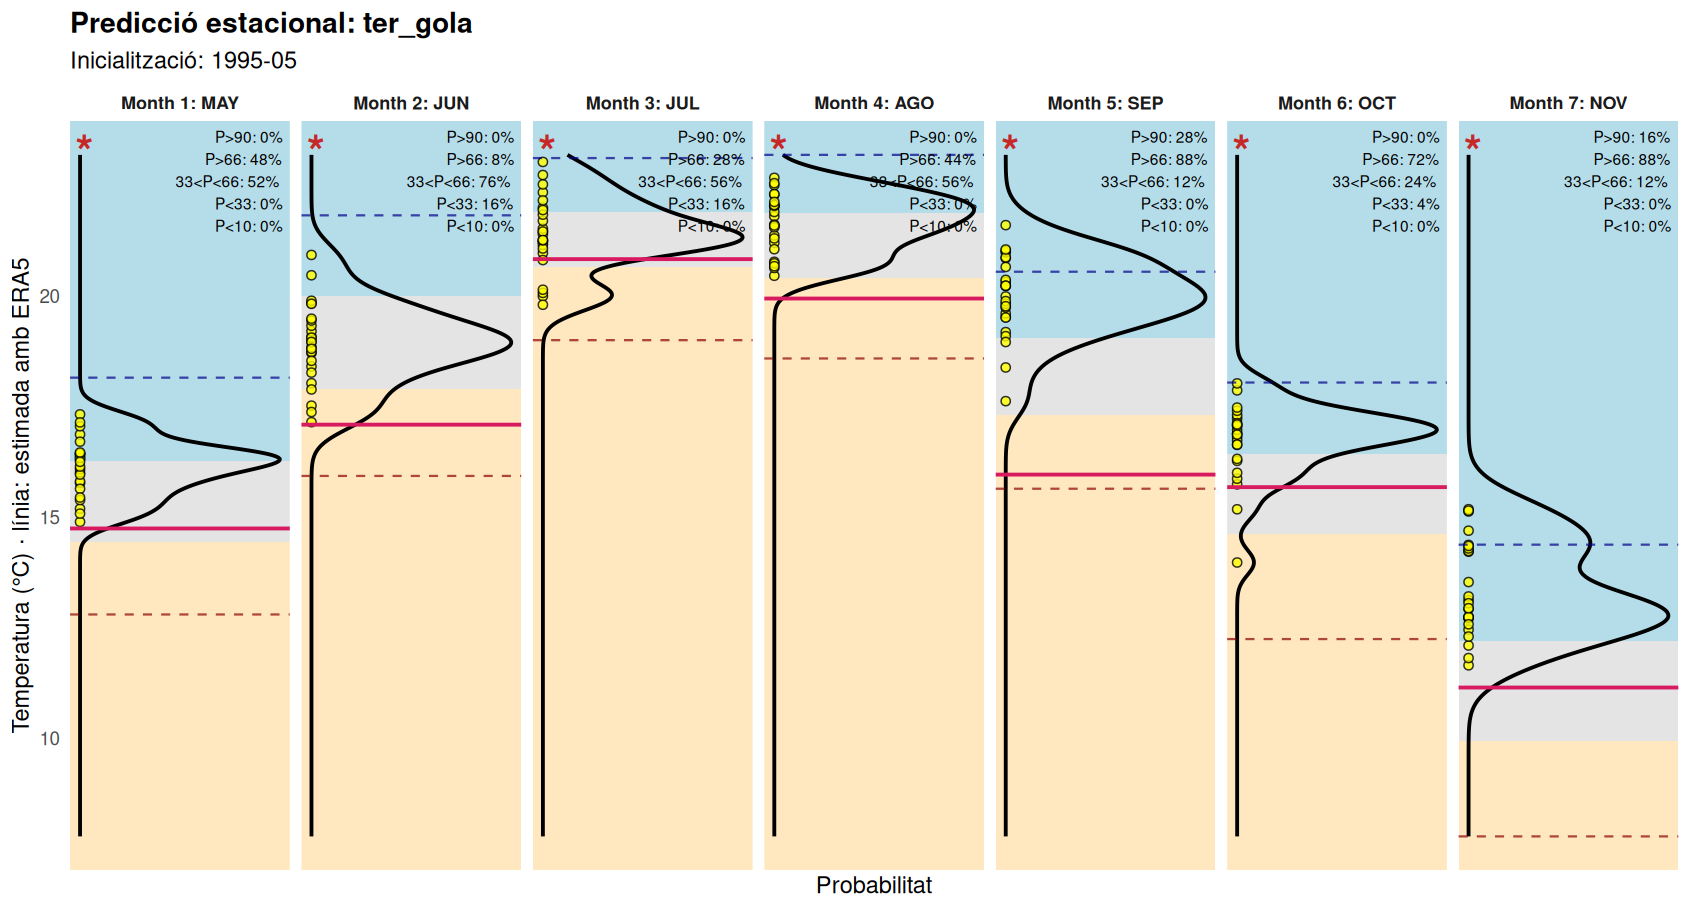 Predicció estacional: ter_gola
Inicialització: 1995-05
Month 1: MAY
Month 2: JUN
Month 3: JUL
Month 4: AGO
Month 5: SEP
Month 6: OCT
Month 7: NOV
*
P>90: 0%
P>66: 48%
33<P<66: 52%
P<33: 0%
P<10: 0%
*
P>90: 0%
P>66: 8%
33<P<66: 76%
P<33: 16%
P<10: 0%
*
P>90: 0%
P>66: 28%
33<P<66: 56%
P<33: 16%
P<10: 0%
*
P>90: 0%
P>66: 44%
33<P<66: 56%
P<33: 0%
P<10: 0%
*
P>90: 28%
P>66: 88%
33<P<66: 12%
P<33: 0%
P<10: 0%
*
P>90: 0%
P>66: 72%
33<P<66: 24%
P<33: 4%
P<10: 0%
*
P>90: 16%
P>66: 88%
33<P<66: 12%
P<33: 0%
P<10: 0%
20
15
10
Temperatura (°C) · línia: estimada amb ERA5
Probabilitat